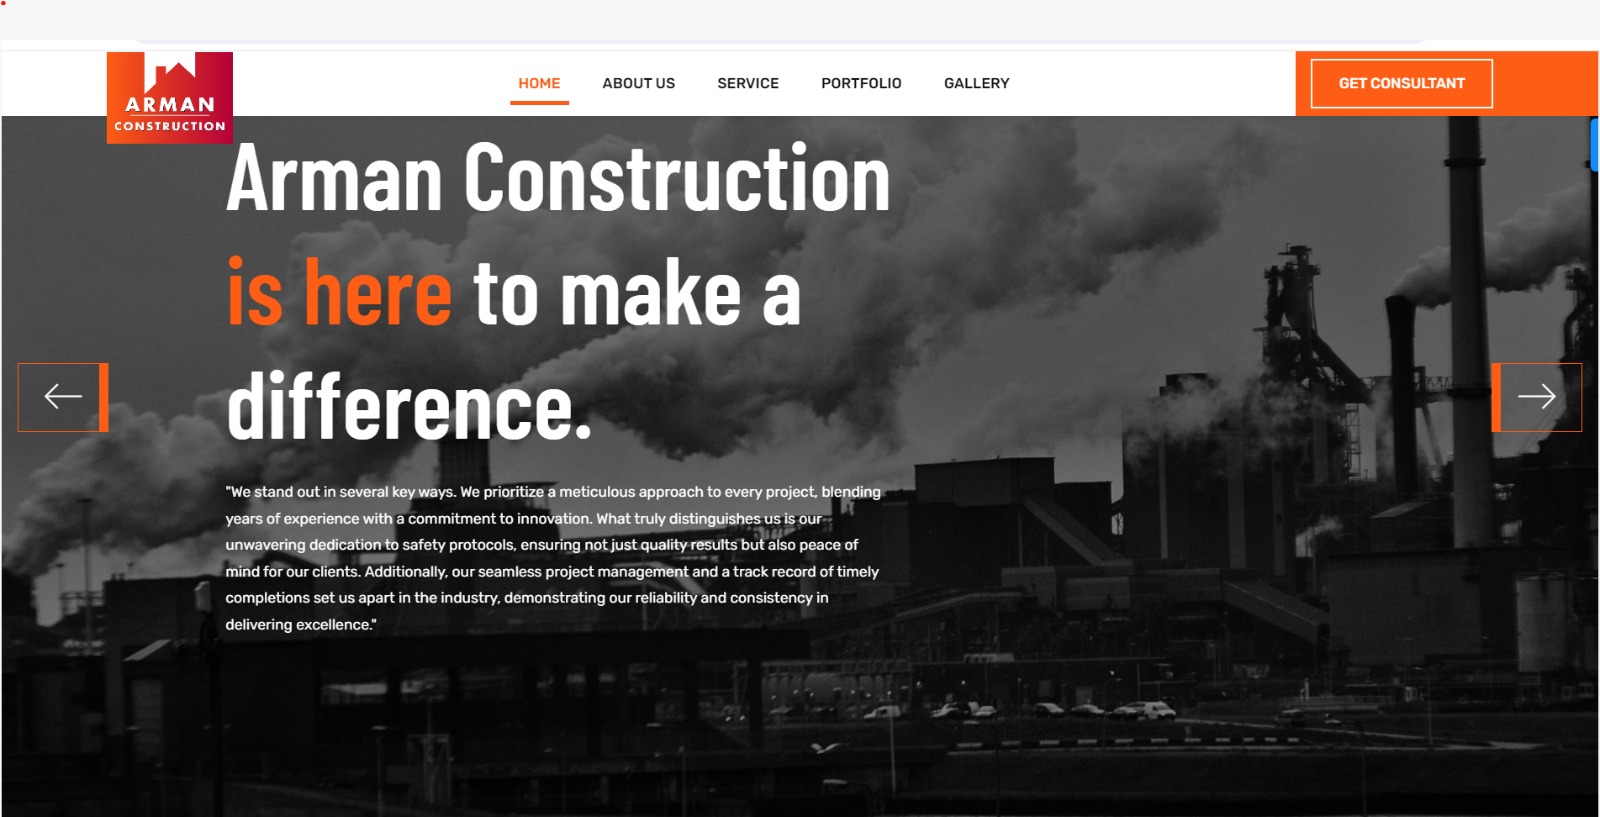 ARMAN
CONSTRUCTION
HOME
ABOUT US
SERVICE
PORTFOLIO
GALLERY
GET CONSULTANT
Arman Construction
is here to make a
difference.
"We stand out in several key ways. We prioritize a meticulous approach to every project, blending
years of experience with a commitment to innovation. What truly distinguishes us is our
unwavering dedication to safety protocols, ensuring not just quality results but also peace of
mind for our clients. Additionally, our seamless project management and a track record of timely
completions set us apart in the industry, demonstrating our reliability and consistency in
delivering excellence."